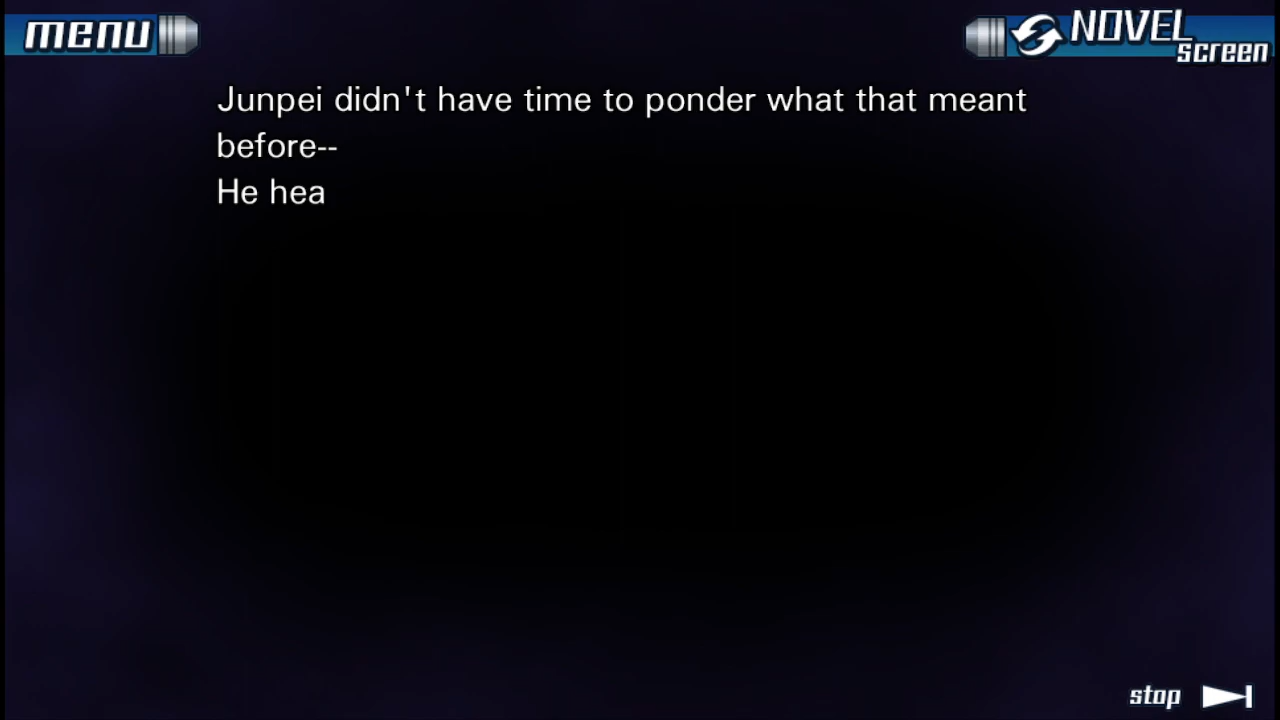 menu
NOVEL
screen
Junpei didn't have time to ponder what that meant
before--
He hea
stop